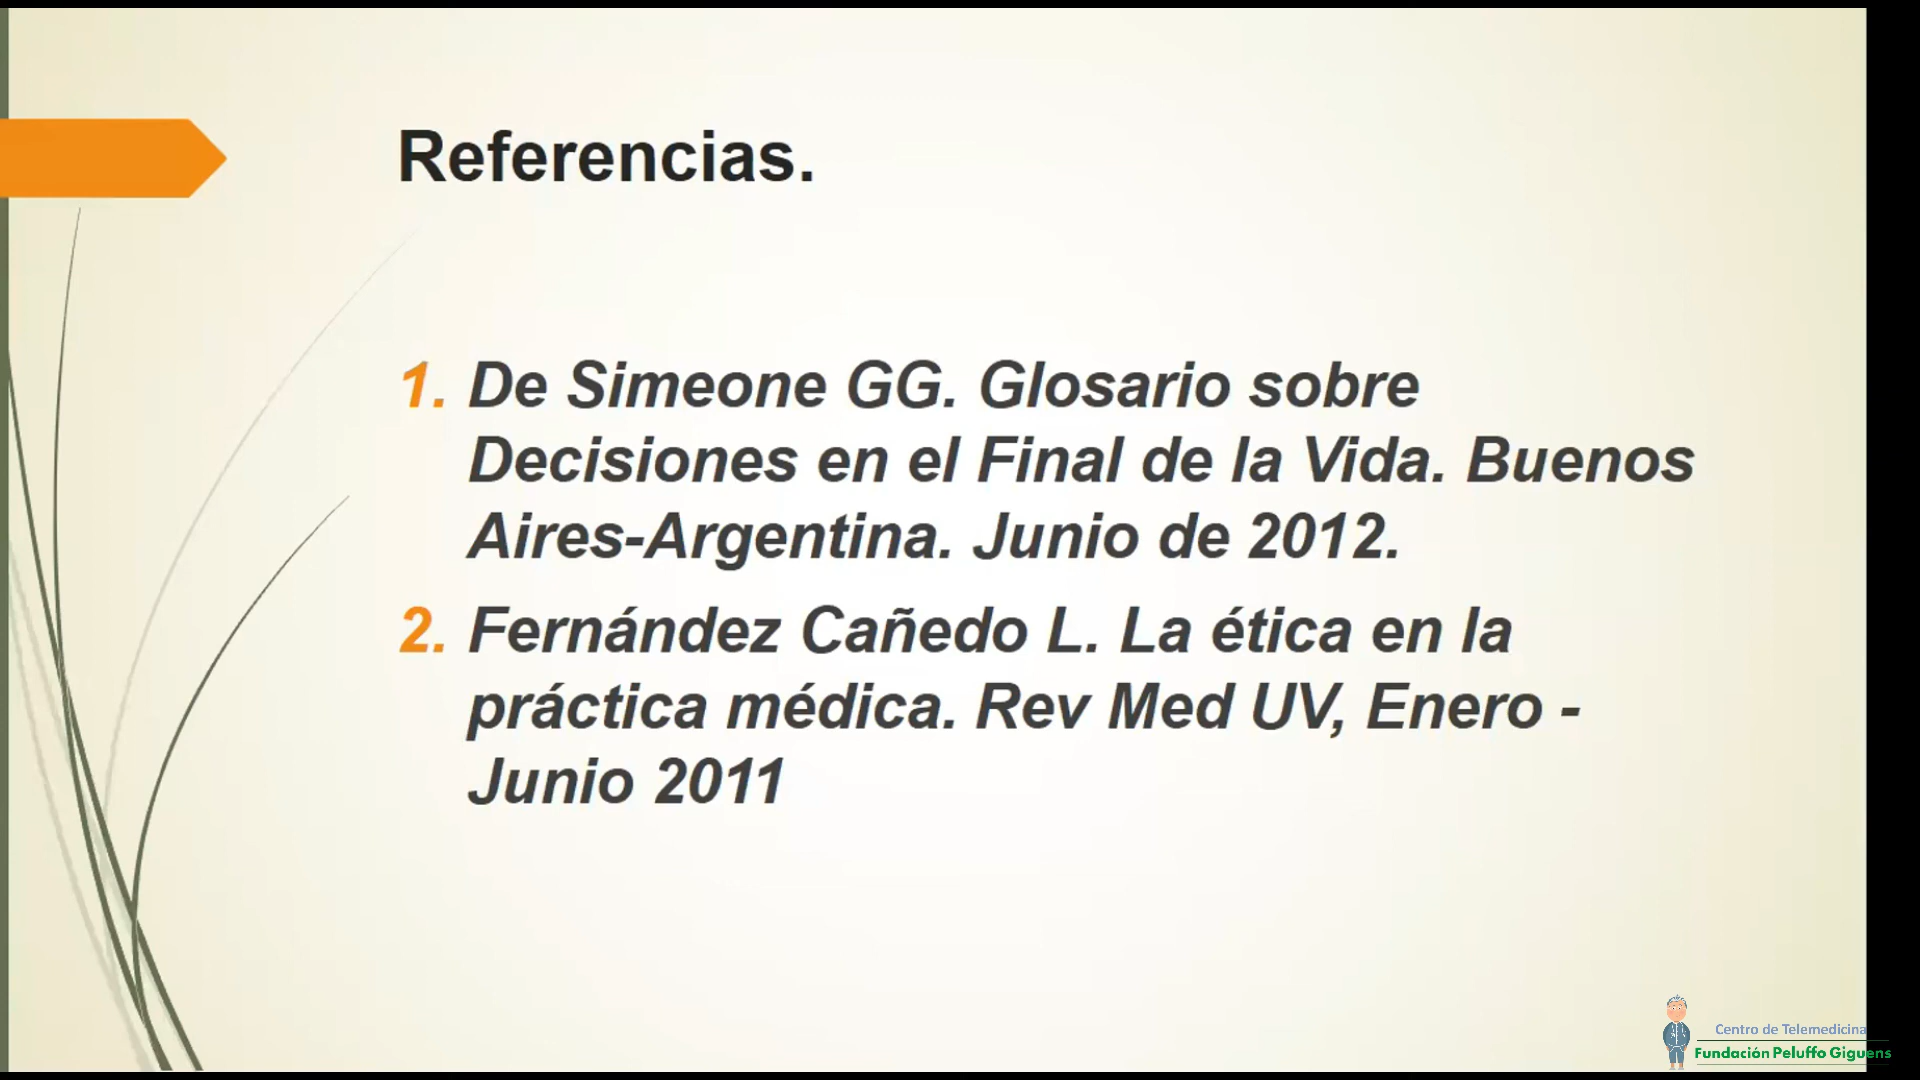 Referencias.
1. De Simeone GG. Glosario sobre
Decisiones en el Final de la Vida. Buenos
Aires-Argentina. Junio de 2012.
2. Fernández Cañedo L. La ética en la
práctica médica. Rev Med UV, Enero -
Junio 2011
Centro de Telemedicina
Fundación Peluffo Giguens